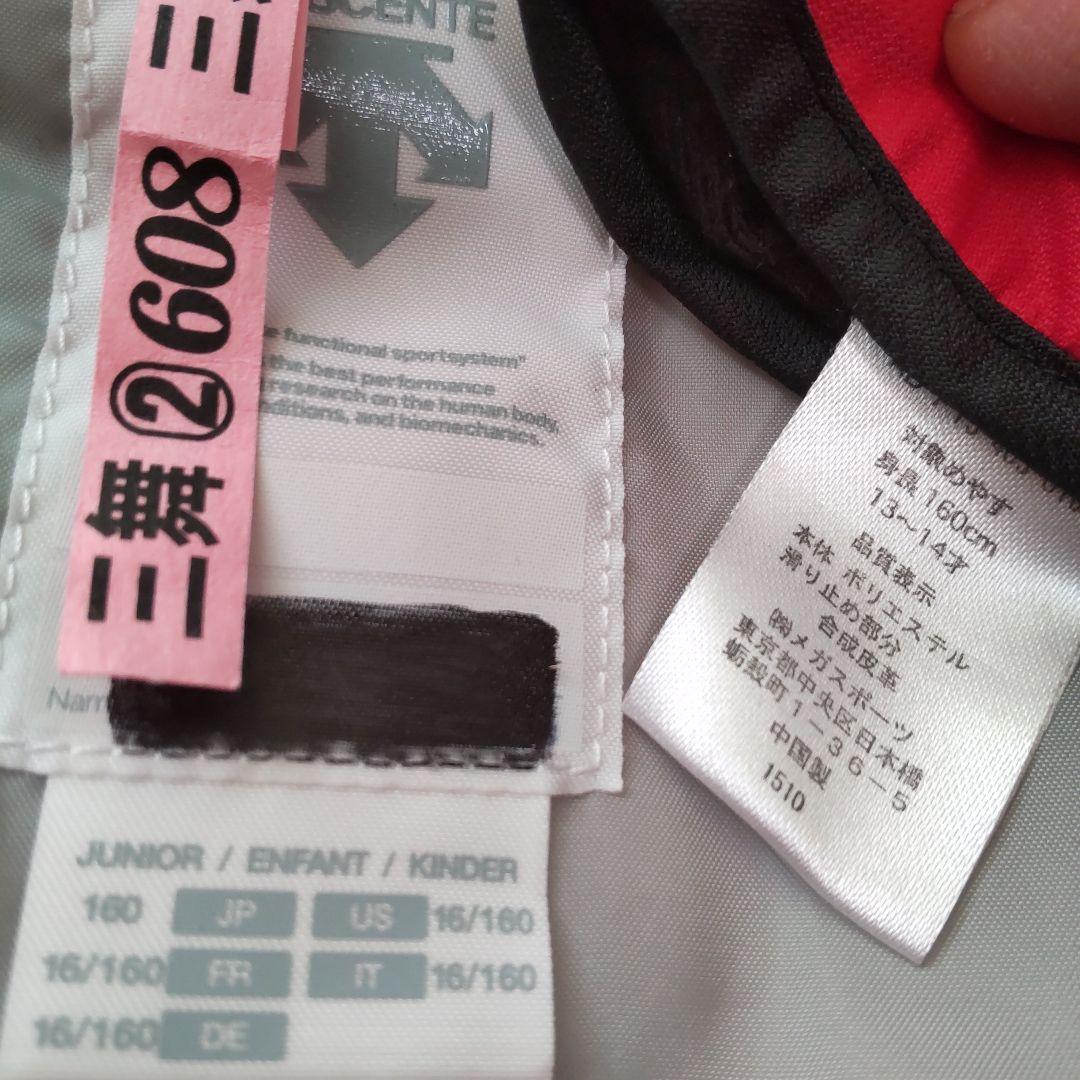 SCENTE
三舞②608
functional sportsystem"
the best performance
research on the human body,
and biomechanics.
JUNIOR / ENFANT / KINDER
160 JP US 16/160
16/160 FR IT 16/160
16/160 DE
対象めやす
身長160cm
13～14才
品質表示
本体 ポリエステル
滑り止め部分
合成皮革
㈱メガスポーツ
東京都中央区日本橋
蛎殻町1-36-5
中国製
1510